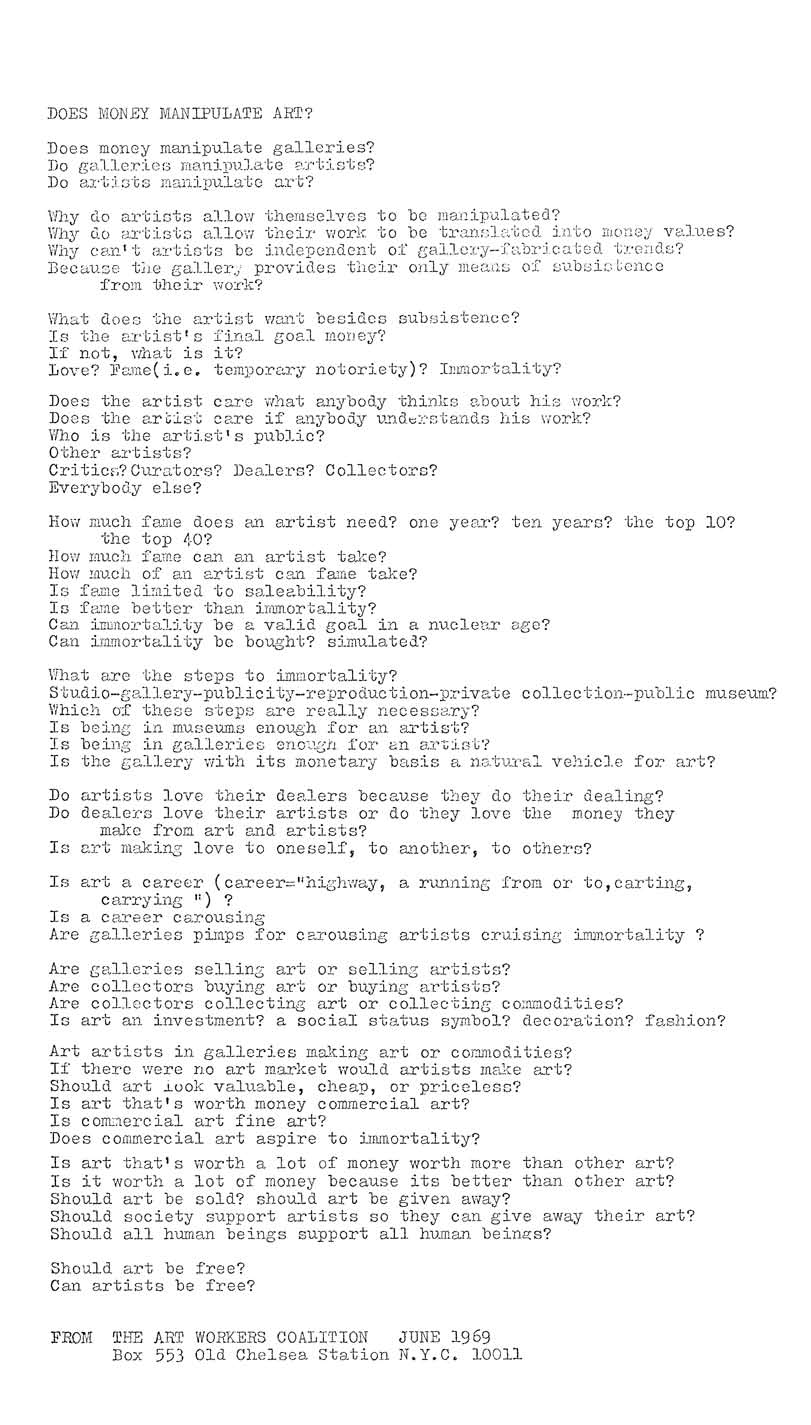 DOES MONEY MANIPULATE ART?
Does money manipulate galleries?
Do galleries manipulate artists?
Do artists manipulate art?
Why do artists allow themselves to be manipulated?
Why do artists allow their work to be translated into money values?
Why can't artists be independent of gallery-fabricated trends?
Because the gallery provides their only means of subsistence
from their work?
What does the artist want besides subsistence?
Is the artist's final goal money?
If not, what is it?
Love? Fame(i.e. temporary notoriety)? Immortality?
Does the artist care what anybody thinks about his work?
Does the artist care if anybody understands his work?
Who is the artist's public?
Other artists?
Critics?Curators? Dealers? Collectors?
Everybody else?
How much fame does an artist need? one year? ten years? the top 10?
the top 40?
How much fame can an artist take?
How much of an artist can fame take?
Is fame limited to saleability?
Is fame better than immortality?
Can immortality be a valid goal in a nuclear age?
Can immortality be bought? simulated?
What are the steps to immortality?
Studio-gallery-publicity-reproduction-private collection-public museum?
Which of these steps are really necessary?
Is being in museums enough for an artist?
Is being in galleries enough for an artist?
Is the gallery with its monetary basis a natural vehicle for art?
Do artists love their dealers because they do their dealing?
Do dealers love their artists or do they love the  money they
make from art and artists?
Is art making love to oneself, to another, to others?
Is art a career (career="highway, a running from or to,carting,
carrying ") ?
Is a career carousing
Are galleries pimps for carousing artists cruising immortality ?
Are galleries selling art or selling artists?
Are collectors buying art or buying artists?
Are collectors collecting art or collecting commodities?
Is art an investment? a social status symbol? decoration? fashion?
Art artists in galleries making art or commodities?
If there were no art market would artists make art?
Should art look valuable, cheap, or priceless?
Is art that's worth money commercial art?
Is commercial art fine art?
Does commercial art aspire to immortality?
Is art that's worth a lot of money worth more than other art?
Is it worth a lot of money because its better than other art?
Should art be sold? should art be given away?
Should society support artists so they can give away their art?
Should all human beings support all human beings?
Should art be free?
Can artists be free?
FROM  THE ART WORKERS COALITION   JUNE 1969
Box 553 Old Chelsea Station N.Y.C. 10011